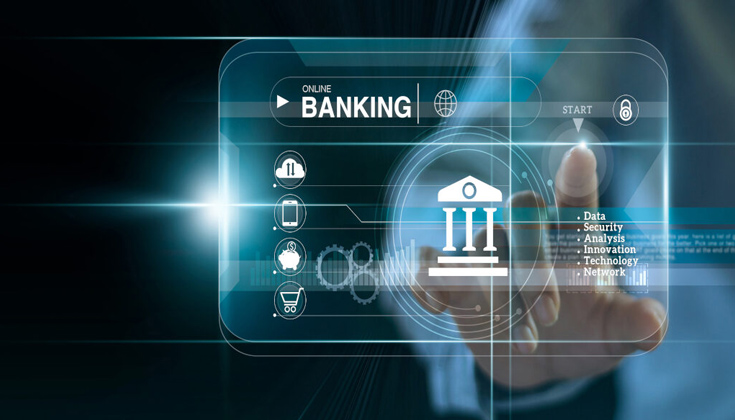 ONLINE
BANKING
START
Data
Security
Analysis
Innovation
Technology
Network